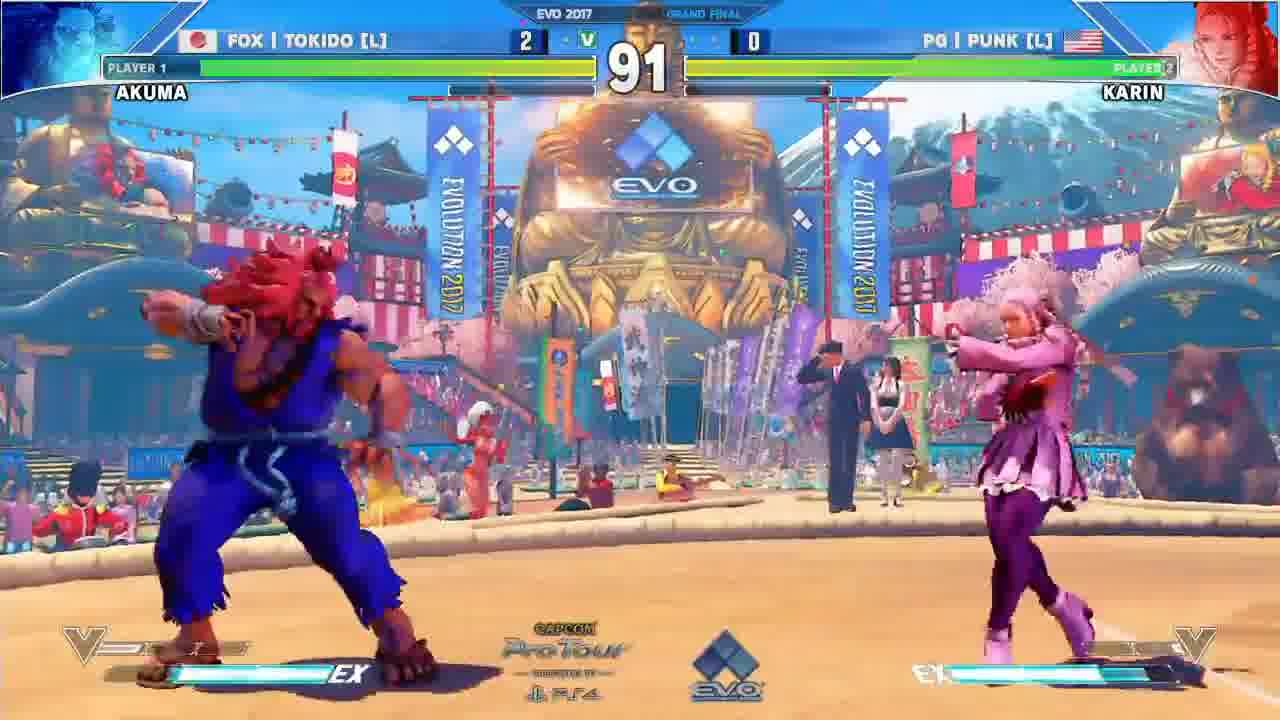 EVO 2017 GRAND FINAL
FOX | TOKIDO [L] 2 V 91 0 PG | PUNK [L]
PLAYER 1 PLAYER 2
AKUMA KARIN
EVO
EVOLUTION 2017 EVOLUTION 2017
CAPCOM
Pro Tour
PS4
EVO
EX EX